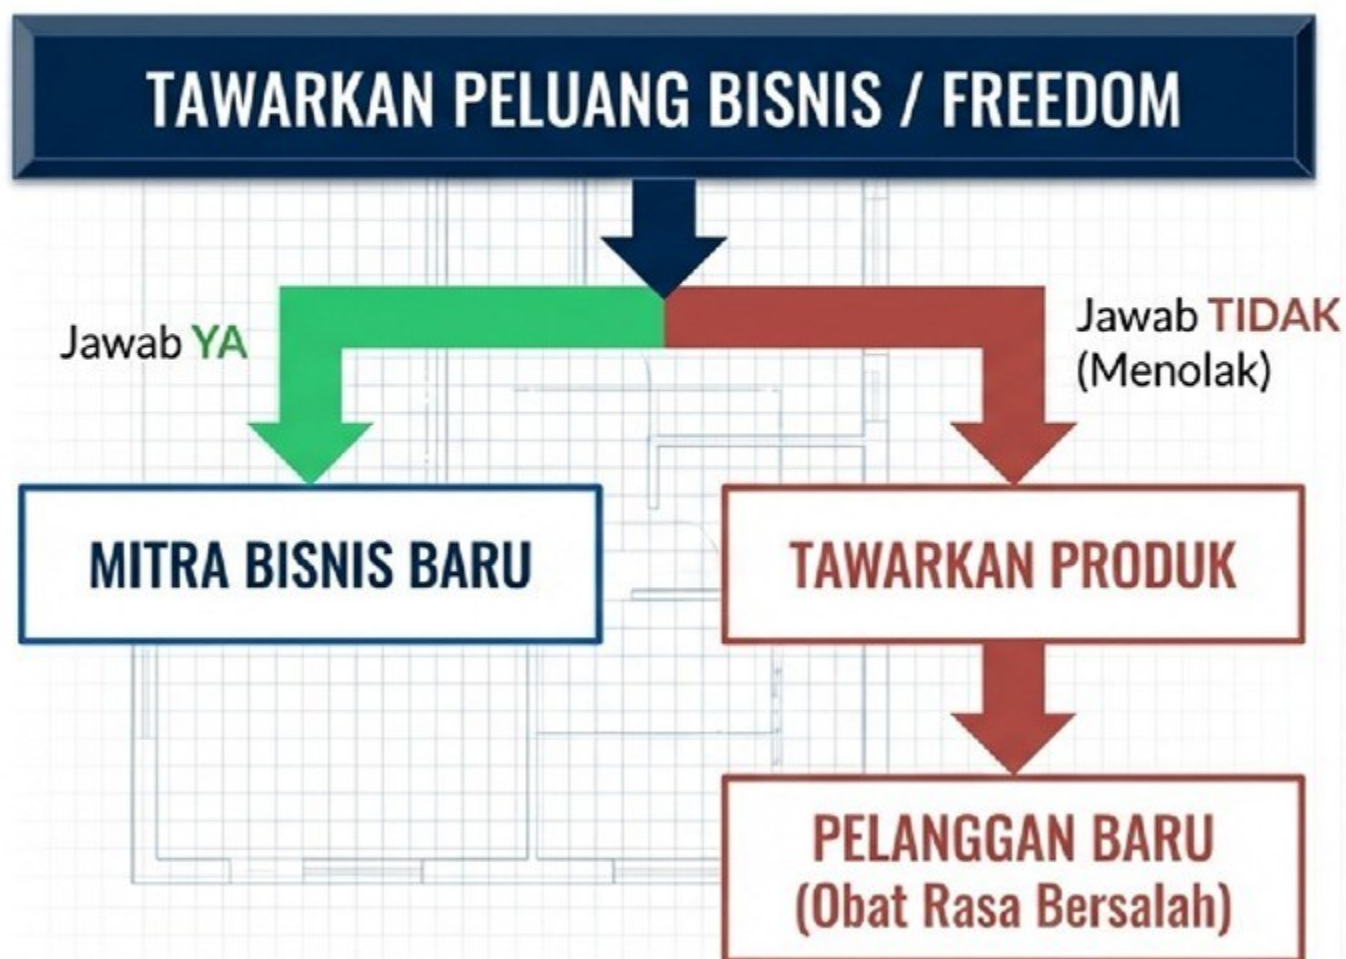 TAWARKAN PELUANG BISNIS / FREEDOM
Jawab YA
Jawab TIDAK
(Menolak)
MITRA BISNIS BARU
TAWARKAN PRODUK
PELANGGAN BARU
(Obat Rasa Bersalah)